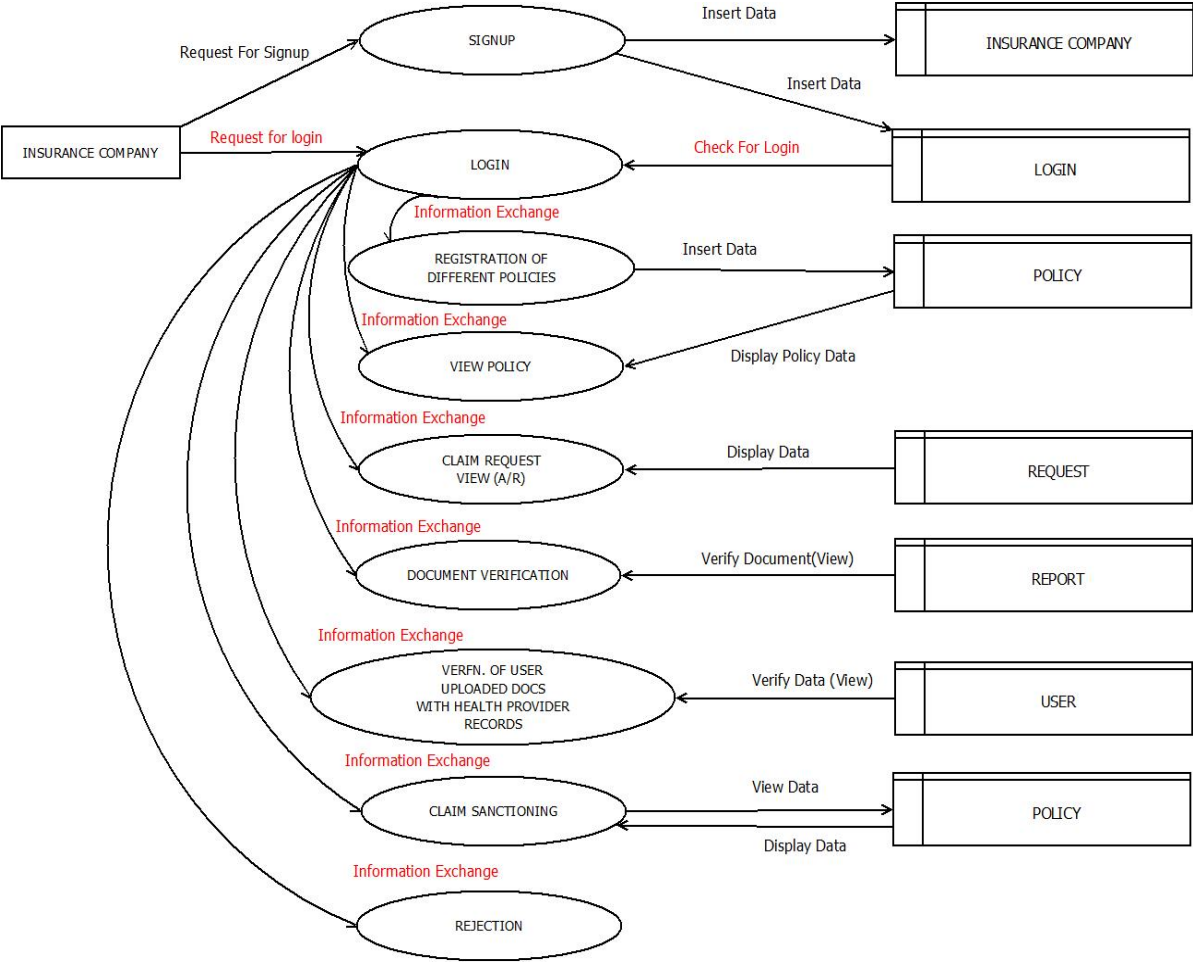 Insert Data
SIGNUP
INSURANCE COMPANY
Request For Signup
Insert Data
INSURANCE COMPANY
Request for login
Check For Login
LOGIN
LOGIN
Information Exchange
REGISTRATION OF
DIFFERENT POLICIES
Insert Data
POLICY
Information Exchange
VIEW POLICY
Display Policy Data
Information Exchange
CLAIM REQUEST
VIEW (A/R)
Display Data
REQUEST
Information Exchange
DOCUMENT VERIFICATION
Verify Document(View)
REPORT
Information Exchange
VERFN. OF USER
UPLOADED DOCS
WITH HEALTH PROVIDER
RECORDS
Verify Data (View)
USER
Information Exchange
CLAIM SANCTIONING
View Data
POLICY
Display Data
Information Exchange
REJECTION